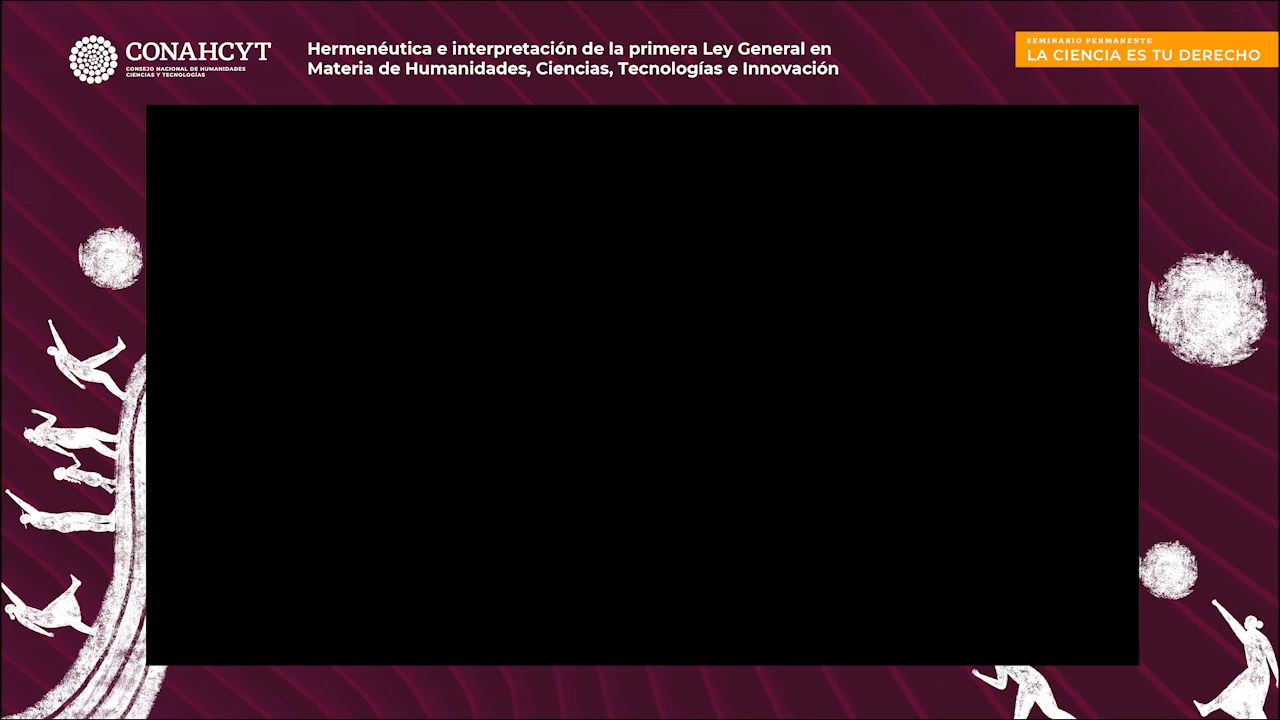 CONAHCYT
CONSEJO NACIONAL DE HUMANIDADES
CIENCIAS Y TECNOLOGÍAS
Hermanéutica e interpretación de la primera Ley General en
Materia de Humanidades, Ciencias, Tecnologías e Innovación
SEMINARIO PERMANENTE
LA CIENCIA ES TU DERECHO